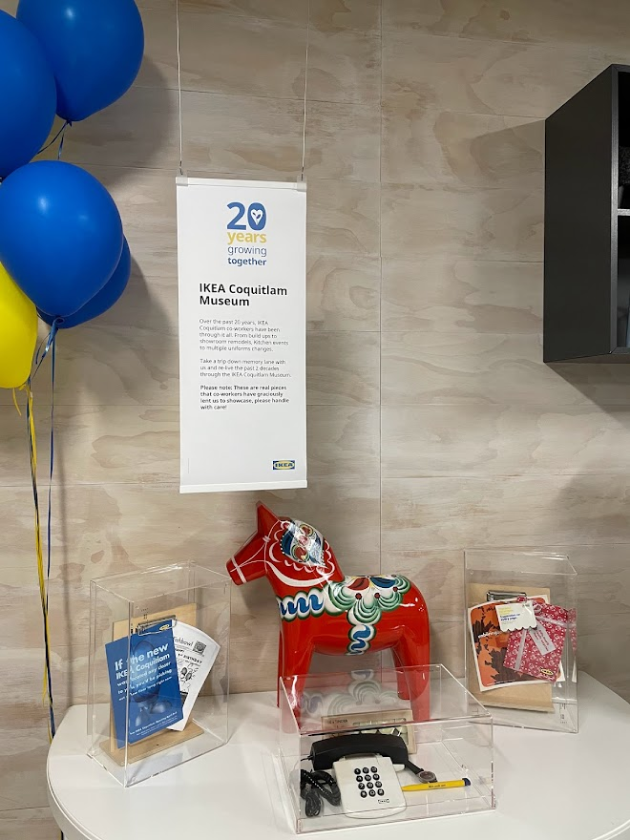 20
years
growing
together
IKEA Coquitlam
Museum
Over the past 20 years, IKEA
Coquitlam co-workers have been
through it all. From build ups to
showroom remodels, Kitchen events
to multiple uniforms changes.
Take a trip down memory lane with
us and re-live the past 2 decades
through the IKEA Coquitlam Museum.
Please note: These are real pieces
that co-workers have graciously
lent us to showcase, please handle
with care!
IKEA
If the new
IKEA Coquitlam